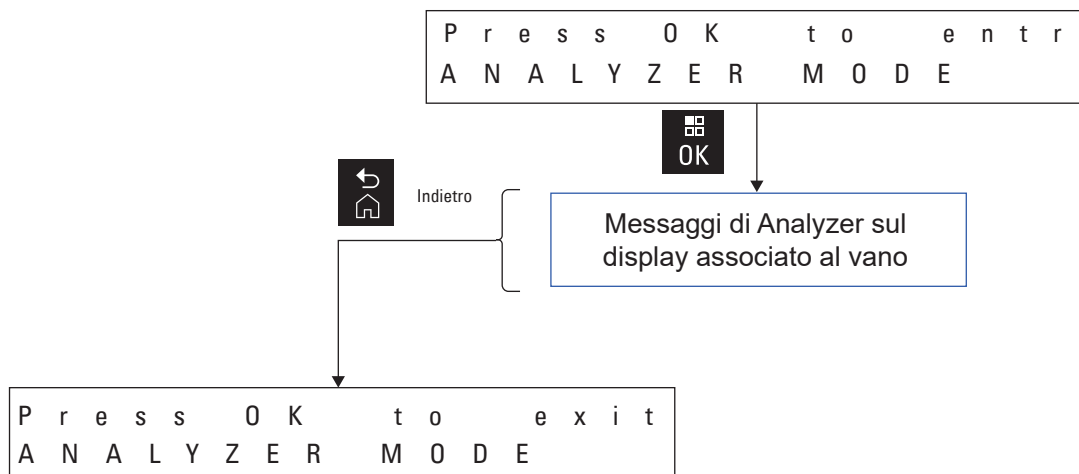 Press OK to entr
ANALYZER MODE
OK
Indietro
Messaggi di Analyzer sul
display associato al vano
Press OK to exit
ANALYZER MODE